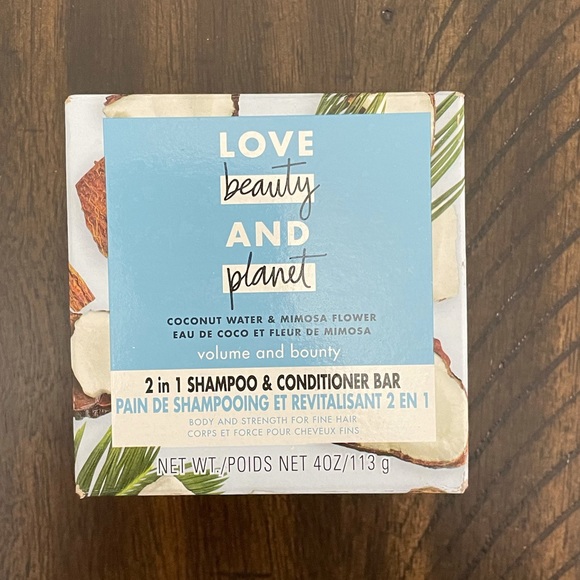 LOVE
beauty
AND
planet
COCONUT WATER & MIMOSA FLOWER
EAU DE COCO ET FLEUR DE MIMOSA
volume and bounty
2 in 1 SHAMPOO & CONDITIONER BAR
PAIN DE SHAMPOOING ET REVITALISANT 2 EN 1
BODY AND STRENGTH FOR FINE HAIR
CORPS ET FORCE POUR CHEVEUX FINS
NET WT./POIDS NET 4OZ/113 g